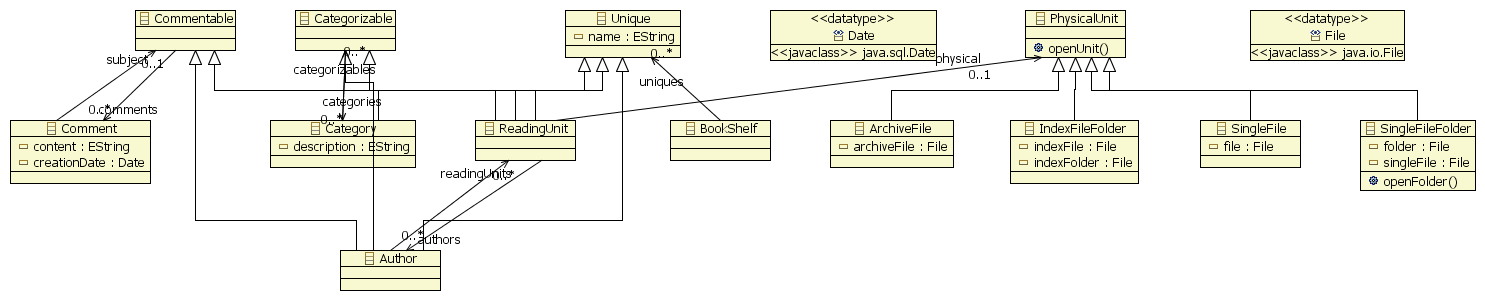 Commentable
Categorizable
Unique
name : EString
<<datatype>>
Date
<<javaclass>> java.sql.Date
PhysicalUnit
openUnit()
<<datatype>>
File
<<javaclass>> java.io.File
subject
0..1
0..*
categorizables
0..*
uniques
physical
0..1
0..*
comments
categories
0..*
Comment
content : EString
creationDate : Date
Category
description : EString
ReadingUnit
BookShelf
ArchiveFile
archiveFile : File
IndexFileFolder
indexFile : File
indexFolder : File
SingleFile
file : File
SingleFileFolder
folder : File
singleFile : File
openFolder()
readingUnits
0..*
0..*
authors
Author